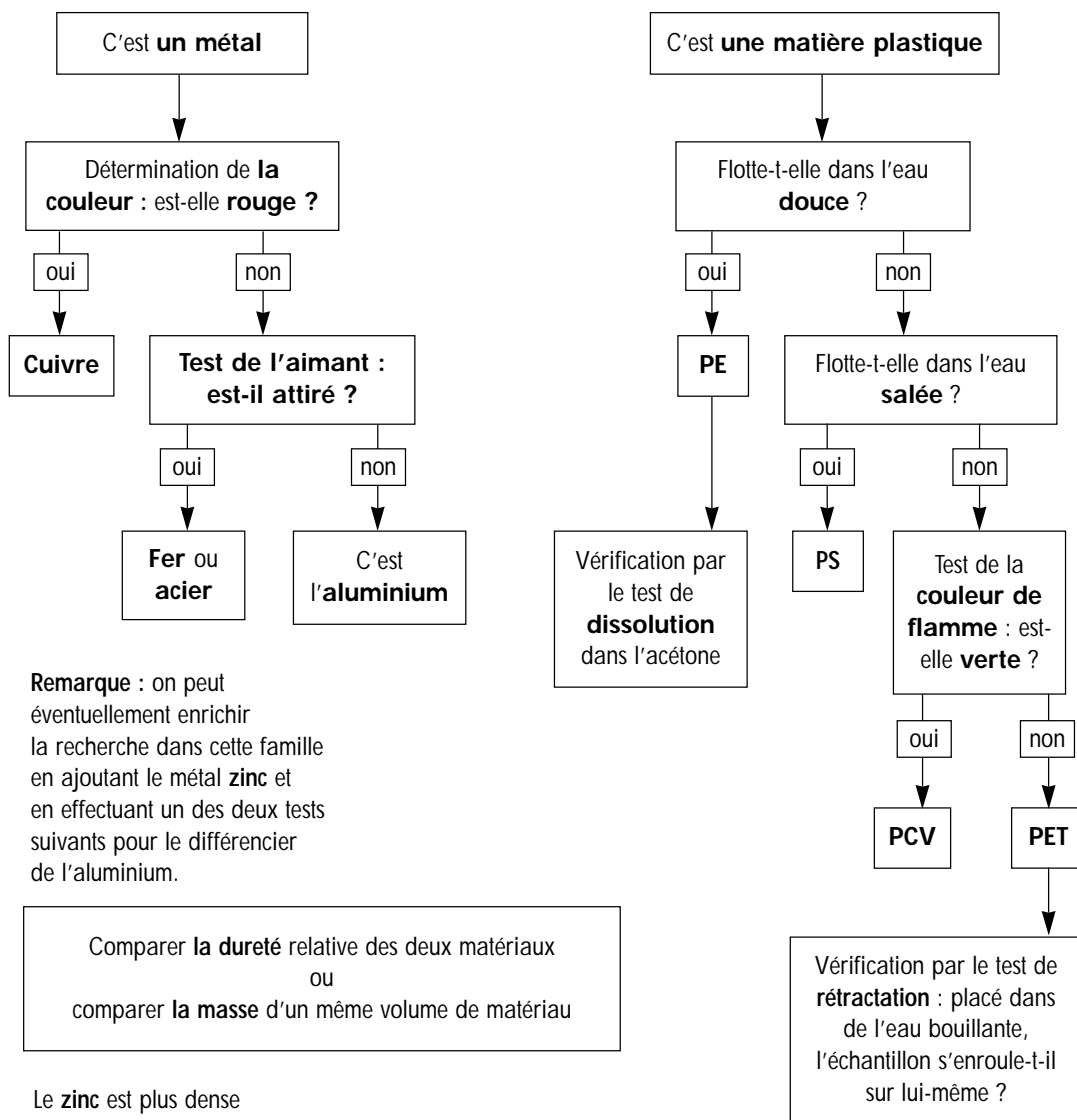 C'est un métal
Détermination de la
couleur : est-elle rouge ?
oui
non
Cuivre
Test de l'aimant :
est-il attiré ?
oui
non
Fer ou
acier
C'est
l'aluminium
Remarque : on peut
éventuellement enrichir
la recherche dans cette famille
en ajoutant le métal zinc et
en effectuant un des deux tests
suivants pour le différencier
de l'aluminium.
Comparer la dureté relative des deux matériaux
ou
comparer la masse d'un même volume de matériau
Le zinc est plus dense
C'est une matière plastique
Flotte-t-elle dans l'eau
douce ?
oui
non
PE
Flotte-t-elle dans l'eau
salée ?
Vérification par
le test de
dissolution
dans l'acétone
oui
non
PS
Test de la
couleur de
flamme : est-
elle verte ?
oui
non
PCV
PET
Vérification par le test de
rétractation : placé dans
de l'eau bouillante,
l'échantillon s'enroule-t-il
sur lui-même ?